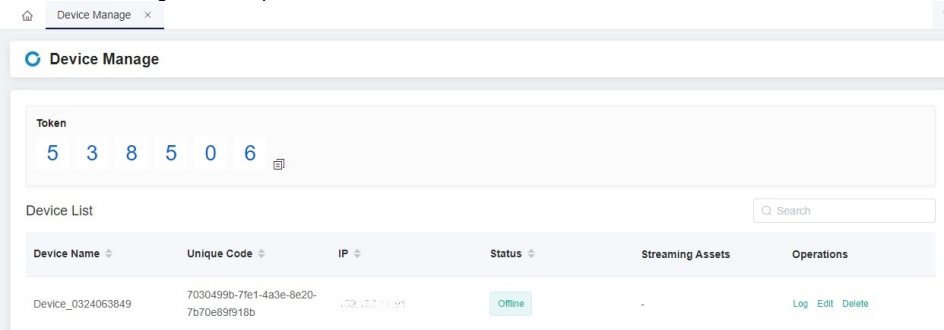 Device Manage ×
Device Manage
Token
5 3 8 5 0 6
Device List
Search
Device Name Unique Code IP Status Streaming Assets Operations
Device_0324063849 7030499b-7fe1-4a3e-8e20- Offline - Log Edit Delete
7b70e89f918b